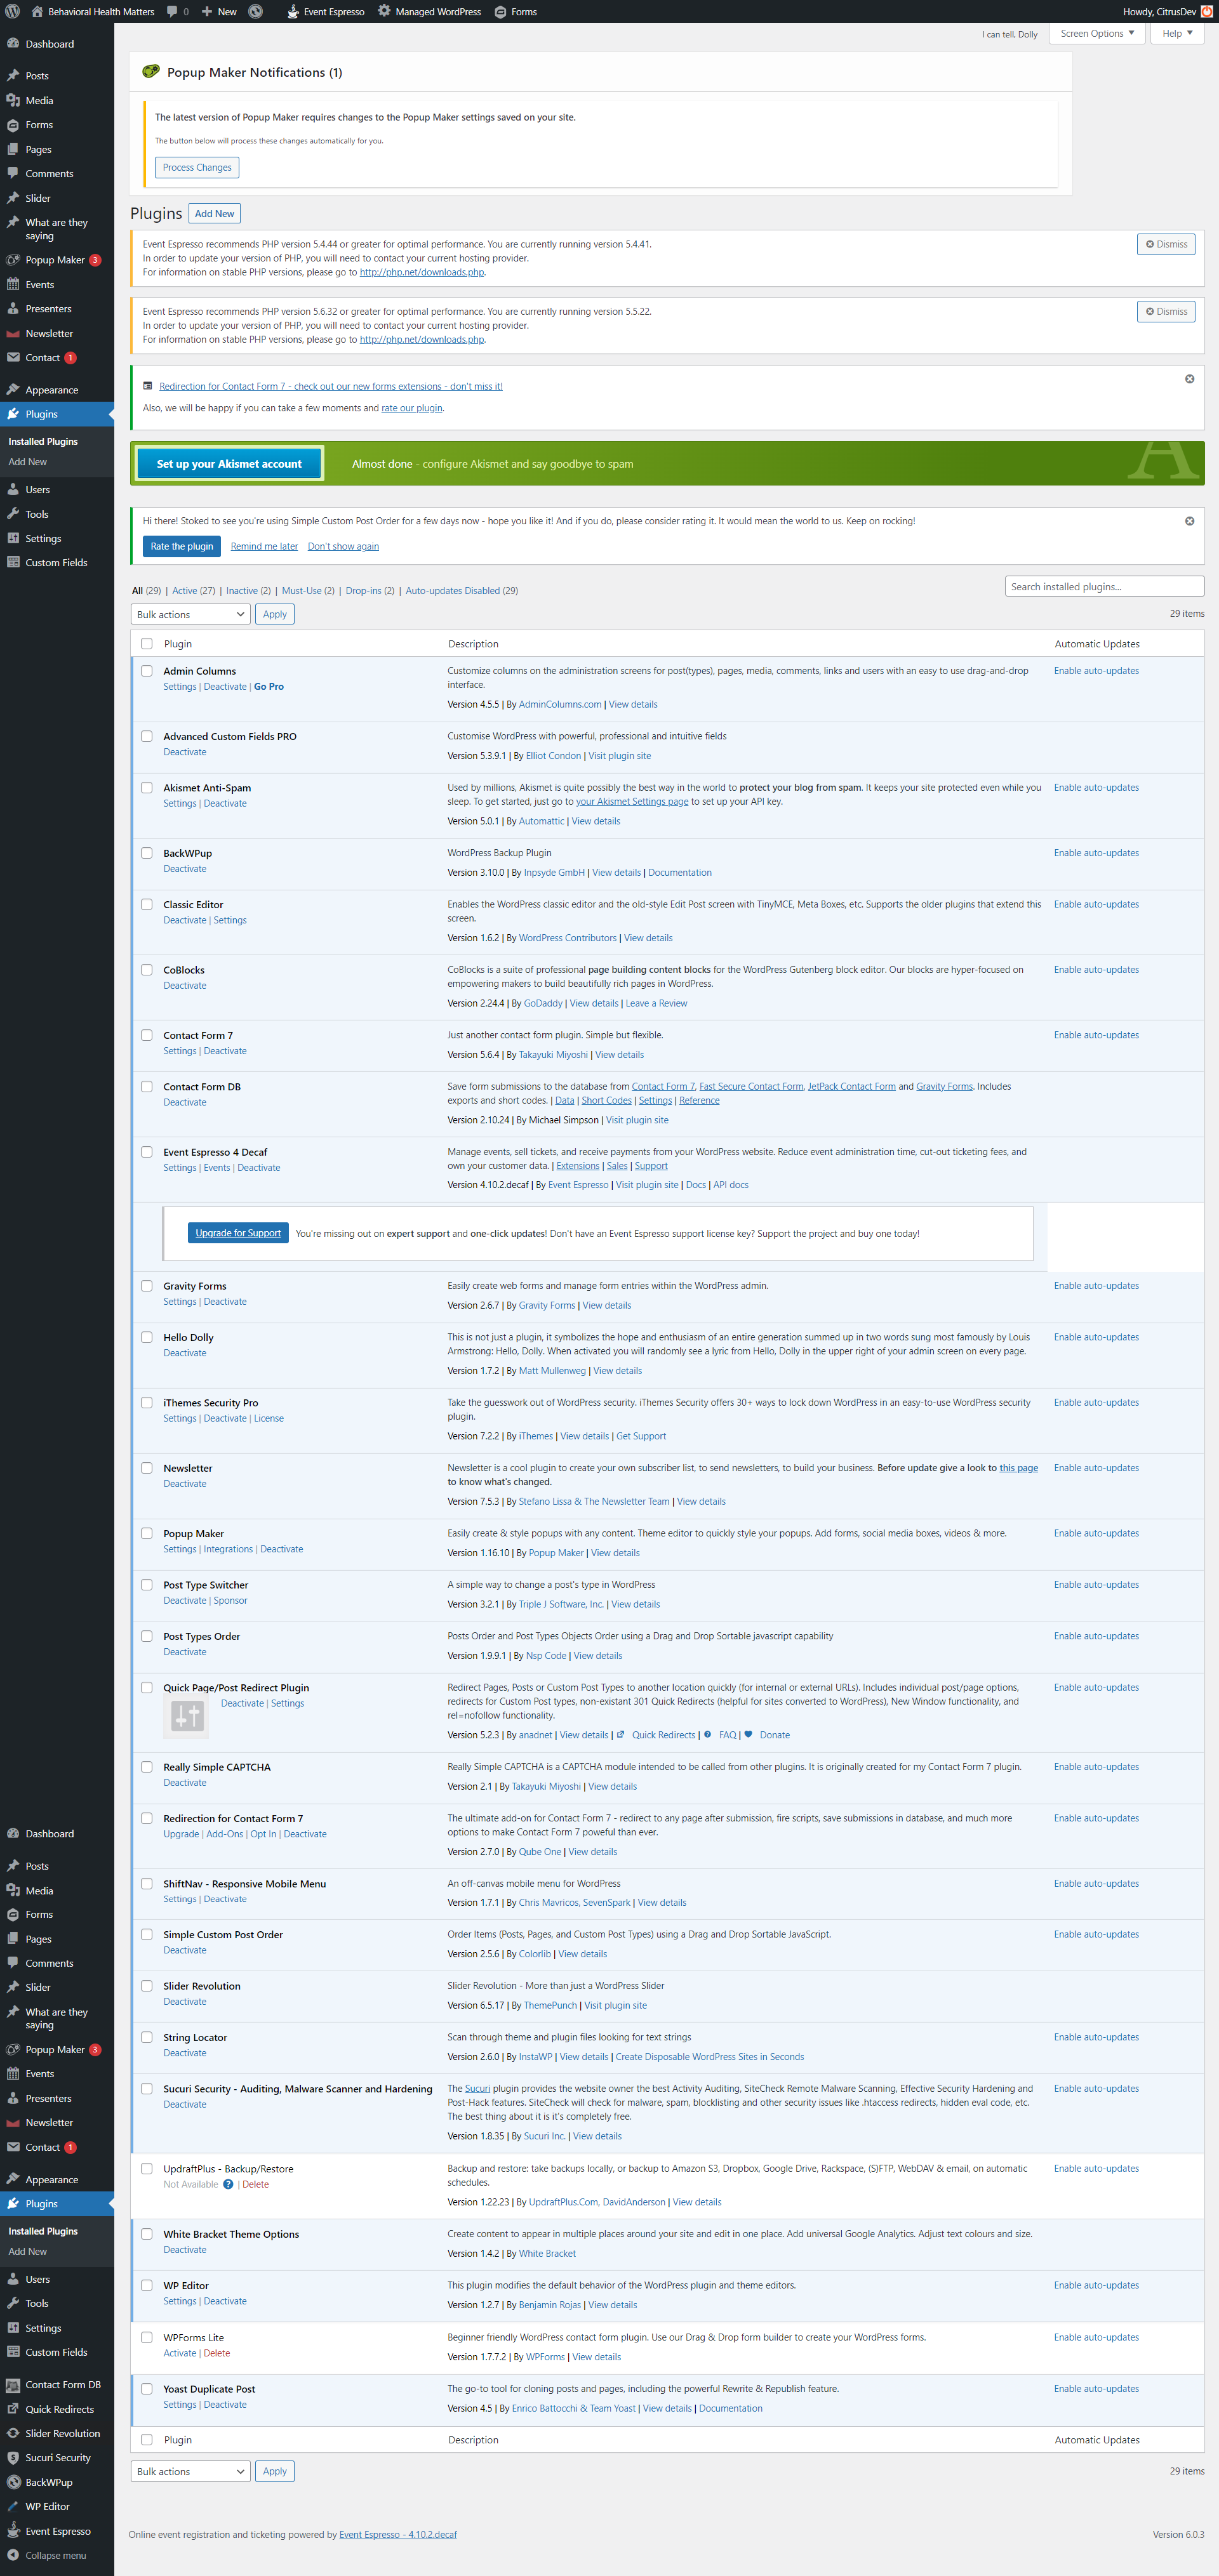 Behavioral Health Matters 0 New Event Espresso Managed WordPress Forms Howdy, CitrusDev
I can tell, Dolly Screen Options Help
Dashboard
Posts
Media
Forms
Pages
Comments
Slider
What are they
saying
Popup Maker 3
Events
Presenters
Newsletter
Contact 1
Appearance
Plugins
Installed Plugins
Add New
Users
Tools
Settings
Custom Fields
Popup Maker Notifications (1)
The latest version of Popup Maker requires changes to the Popup Maker settings saved on your site.
The button below will process these changes automatically for you.
Process Changes
Plugins Add New
Event Espresso recommends PHP version 5.4.44 or greater for optimal performance. You are currently running version 5.4.41.
In order to update your version of PHP, you will need to contact your current hosting provider.
For information on stable PHP versions, please go to http://php.net/downloads.php.
Dismiss
Event Espresso recommends PHP version 5.6.32 or greater for optimal performance. You are currently running version 5.5.22.
In order to update your version of PHP, you will need to contact your current hosting provider.
For information on stable PHP versions, please go to http://php.net/downloads.php.
Dismiss
Redirection for Contact Form 7 - check out our new forms extensions - don't miss it!
Also, we will be happy if you can take a few moments and rate our plugin.
Set up your Akismet account Almost done - configure Akismet and say goodbye to spam A
Hi there! Stoked to see you're using Simple Custom Post Order for a few days now - hope you like it! And if you do, please consider rating it. It would mean the world to us. Keep on rocking!
Rate the plugin Remind me later Don't show again
All (29) | Active (27) | Inactive (2) | Must-Use (2) | Drop-ins (2) | Auto-updates Disabled (29)
Search installed plugins...
Bulk actions Apply 29 items
Plugin Description Automatic Updates
Admin Columns
Settings | Deactivate | Go Pro
Customize columns on the administration screens for post(types), pages, media, comments, links and users with an easy to use drag-and-drop
interface.
Version 4.5.5 | By AdminColumns.com | View details
Enable auto-updates
Advanced Custom Fields PRO
Deactivate
Customise WordPress with powerful, professional and intuitive fields
Version 5.3.9.1 | By Elliot Condon | Visit plugin site
Akismet Anti-Spam
Settings | Deactivate
Used by millions, Akismet is quite possibly the best way in the world to protect your blog from spam. It keeps your site protected even while you
sleep. To get started, just go to your Akismet Settings page to set up your API key.
Version 5.0.1 | By Automattic | View details
Enable auto-updates
BackWPup
Deactivate
WordPress Backup Plugin
Version 3.10.0 | By Inpsyde GmbH | View details | Documentation
Enable auto-updates
Classic Editor
Deactivate | Settings
Enables the WordPress classic editor and the old-style Edit Post screen with TinyMCE, Meta Boxes, etc. Supports the older plugins that extend this
screen.
Version 1.6.2 | By WordPress Contributors | View details
Enable auto-updates
CoBlocks
Deactivate
CoBlocks is a suite of professional page building content blocks for the WordPress Gutenberg block editor. Our blocks are hyper-focused on
empowering makers to build beautifully rich pages in WordPress.
Version 2.24.4 | By GoDaddy | View details | Leave a Review
Enable auto-updates
Contact Form 7
Settings | Deactivate
Just another contact form plugin. Simple but flexible.
Version 5.6.4 | By Takayuki Miyoshi | View details
Enable auto-updates
Contact Form DB
Deactivate
Save form submissions to the database from Contact Form 7, Fast Secure Contact Form, JetPack Contact Form and Gravity Forms. Includes
exports and short codes. | Data | Short Codes | Settings | Reference
Version 2.10.24 | By Michael Simpson | Visit plugin site
Event Espresso 4 Decaf
Settings | Events | Deactivate
Manage events, sell tickets, and receive payments from your WordPress website. Reduce event administration time, cut-out ticketing fees, and
own your customer data. | Extensions | Sales | Support
Version 4.10.2.decaf | By Event Espresso | Visit plugin site | Docs | API docs
Upgrade for Support You're missing out on expert support and one-click updates! Don't have an Event Espresso support license key? Support the project and buy one today!
Gravity Forms
Settings | Deactivate
Easily create web forms and manage form entries within the WordPress admin.
Version 2.6.7 | By Gravity Forms | View details
Enable auto-updates
Hello Dolly
Deactivate
This is not just a plugin, it symbolizes the hope and enthusiasm of an entire generation summed up in two words sung most famously by Louis
Armstrong: Hello, Dolly. When activated you will randomly see a lyric from Hello, Dolly in the upper right of your admin screen on every page.
Version 1.7.2 | By Matt Mullenweg | View details
Enable auto-updates
iThemes Security Pro
Settings | Deactivate | License
Take the guesswork out of WordPress security. iThemes Security offers 30+ ways to lock down WordPress in an easy-to-use WordPress security
plugin.
Version 7.2.2 | By iThemes | View details | Get Support
Enable auto-updates
Newsletter
Deactivate
Newsletter is a cool plugin to create your own subscriber list, to send newsletters, to build your business. Before update give a look to this page
to know what's changed.
Version 7.5.3 | By Stefano Lissa & The Newsletter Team | View details
Enable auto-updates
Popup Maker
Settings | Integrations | Deactivate
Easily create & style popups with any content. Theme editor to quickly style your popups. Add forms, social media boxes, videos & more.
Version 1.16.10 | By Popup Maker | View details
Enable auto-updates
Post Type Switcher
Deactivate | Sponsor
A simple way to change a post's type in WordPress
Version 3.2.1 | By Triple J Software, Inc. | View details
Enable auto-updates
Post Types Order
Deactivate
Posts Order and Post Types Objects Order using a Drag and Drop Sortable javascript capability
Version 1.9.9.1 | By Nsp Code | View details
Enable auto-updates
Quick Page/Post Redirect Plugin
Deactivate | Settings
Redirect Pages, Posts or Custom Post Types to another location quickly (for internal or external URLs). Includes individual post/page options,
redirects for Custom Post types, non-existant 301 Quick Redirects (helpful for sites converted to WordPress), New Window functionality, and
rel=nofollow functionality.
Version 5.2.3 | By anadnet | View details | Quick Redirects | FAQ | Donate
Enable auto-updates
Really Simple CAPTCHA
Deactivate
Really Simple CAPTCHA is a CAPTCHA module intended to be called from other plugins. It is originally created for my Contact Form 7 plugin.
Version 2.1 | By Takayuki Miyoshi | View details
Enable auto-updates
Redirection for Contact Form 7
Upgrade | Add-Ons | Opt In | Deactivate
The ultimate add-on for Contact Form 7 - redirect to any page after submission, fire scripts, save submissions in database, and much more
options to make Contact Form 7 poweful than ever.
Version 2.7.0 | By Qube One | View details
Enable auto-updates
ShiftNav - Responsive Mobile Menu
Settings | Deactivate
An off-canvas mobile menu for WordPress
Version 1.7.1 | By Chris Mavricos, SevenSpark | View details
Enable auto-updates
Simple Custom Post Order
Deactivate
Order Items (Posts, Pages, and Custom Post Types) using a Drag and Drop Sortable JavaScript.
Version 2.5.6 | By Colorlib | View details
Enable auto-updates
Slider Revolution
Deactivate
Slider Revolution - More than just a WordPress Slider
Version 6.5.17 | By ThemePunch | Visit plugin site
String Locator
Deactivate
Scan through theme and plugin files looking for text strings
Version 2.6.0 | By InstaWP | View details | Create Disposable WordPress Sites in Seconds
Enable auto-updates
Sucuri Security - Auditing, Malware Scanner and Hardening
Deactivate
The Sucuri plugin provides the website owner the best Activity Auditing, SiteCheck Remote Malware Scanning, Effective Security Hardening and
Post-Hack features. SiteCheck will check for malware, spam, blocklisting and other security issues like .htaccess redirects, hidden eval code, etc.
The best thing about it is it's completely free.
Version 1.8.35 | By Sucuri Inc. | View details
Enable auto-updates
UpdraftPlus - Backup/Restore
Not Available ? | Delete
Backup and restore: take backups locally, or backup to Amazon S3, Dropbox, Google Drive, Rackspace, (S)FTP, WebDAV & email, on automatic
schedules.
Version 1.22.23 | By UpdraftPlus.Com, DavidAnderson | View details
Enable auto-updates
White Bracket Theme Options
Deactivate
Create content to appear in multiple places around your site and edit in one place. Add universal Google Analytics. Adjust text colours and size.
Version 1.4.2 | By White Bracket
WP Editor
Settings | Deactivate
This plugin modifies the default behavior of the WordPress plugin and theme editors.
Version 1.2.7 | By Benjamin Rojas | View details
Enable auto-updates
WPForms Lite
Activate | Delete
Beginner friendly WordPress contact form plugin. Use our Drag & Drop form builder to create your WordPress forms.
Version 1.7.7.2 | By WPForms | View details
Enable auto-updates
Yoast Duplicate Post
Settings | Deactivate
The go-to tool for cloning posts and pages, including the powerful Rewrite & Republish feature.
Version 4.5 | By Enrico Battocchi & Team Yoast | View details | Documentation
Enable auto-updates
Plugin Description Automatic Updates
Bulk actions Apply 29 items
Dashboard
Posts
Media
Forms
Pages
Comments
Slider
What are they
saying
Popup Maker 3
Events
Presenters
Newsletter
Contact 1
Appearance
Plugins
Installed Plugins
Add New
Users
Tools
Settings
Custom Fields
Contact Form DB
Quick Redirects
Slider Revolution
Sucuri Security
BackWPup
WP Editor
Event Espresso
Collapse menu
Online event registration and ticketing powered by Event Espresso - 4.10.2.decaf Version 6.0.3